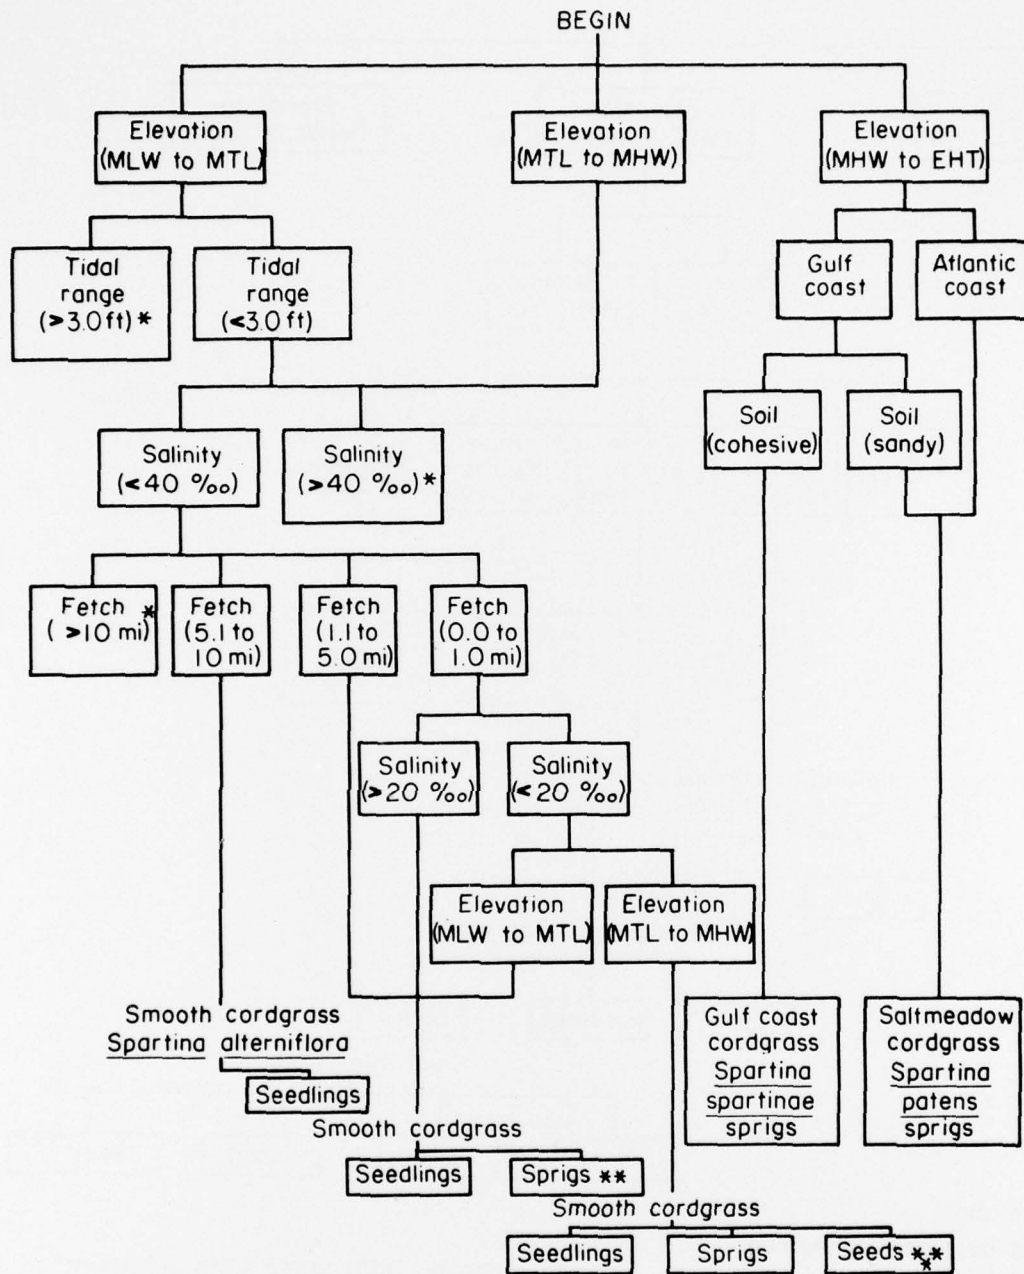 BEGIN
Elevation
(MLW to MTL)
Elevation
(MTL to MHW)
Elevation
(MHW to EHT)
Tidal
range
(>3.0 ft) *
Tidal
range
(<3.0 ft)
Gulf
coast
Atlantic
coast
Soil
(cohesive)
Soil
(sandy)
Salinity
(<40 ‰)
Salinity
(>40 ‰) *
Fetch *
( >10 mi)
Fetch
(5.1 to
10 mi)
Fetch
(1.1 to
5.0 mi)
Fetch
(0.0 to
1.0 mi)
Salinity
(>20 ‰)
Salinity
(<20 ‰)
Elevation
(MLW to MTL)
Elevation
(MTL to MHW)
Smooth cordgrass
Spartina alterniflora
Seedlings
Gulf coast
cordgrass
Spartina
spartinae
sprigs
Saltmeadow
cordgrass
Spartina
patens
sprigs
Smooth cordgrass
Seedlings
Sprigs **
Smooth cordgrass
Seedlings
Sprigs
Seeds ***